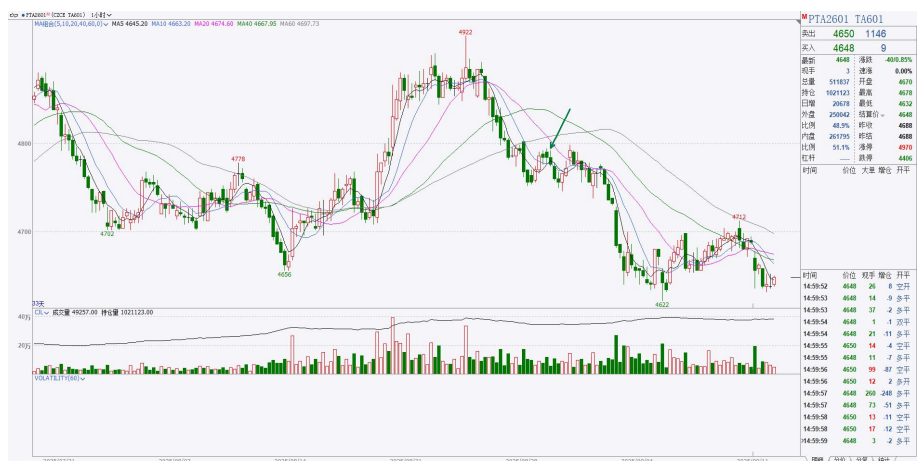 PTA2601ᴹ (CZCE TA601) 1小时
MA组合(5,10,20,40,60,0) MA5 4645.20 MA10 4663.20 MA20 4674.60 MA40 4667.95 MA60 4697.73
4922
4800
4778
4712
4700
4702
4656
4622
33天
CJL 成交量 49257.00 持仓量 1021123.00
40万
20万
VOLATILITY(60)
M PTA2601 TA601
卖出 4650 1146
买入 4648 9
最新 4648 涨跌 -40/0.85%
现手 3 速涨 0.00%
总量 511837 开盘 4670
持仓 1021123 最高 4678
日增 20678 最低 4632
外盘 250042 结算价 4648
比例 48.9% 昨收 4688
内盘 261795 昨结 4688
比例 51.1% 涨停 4970
杠杆 — 跌停 4406
时间 价位 大单 增仓 开平
时间 价位 现手 增仓 开平
14:59:52 4648 26 8 空开
14:59:53 4648 14 -9 多平
14:59:53 4648 37 -2 多平
14:59:54 4648 1 -1 双平
14:59:54 4648 21 -11 多平
14:59:55 4650 14 -4 空平
14:59:55 4648 11 -7 多平
14:59:56 4650 99 -87 空平
14:59:56 4650 12 2 多开
14:59:57 4648 260 -248 多平
14:59:57 4648 73 -51 多平
14:59:58 4650 13 -11 空平
14:59:58 4650 17 -12 空平
14:59:59 4648 3 -2 多平